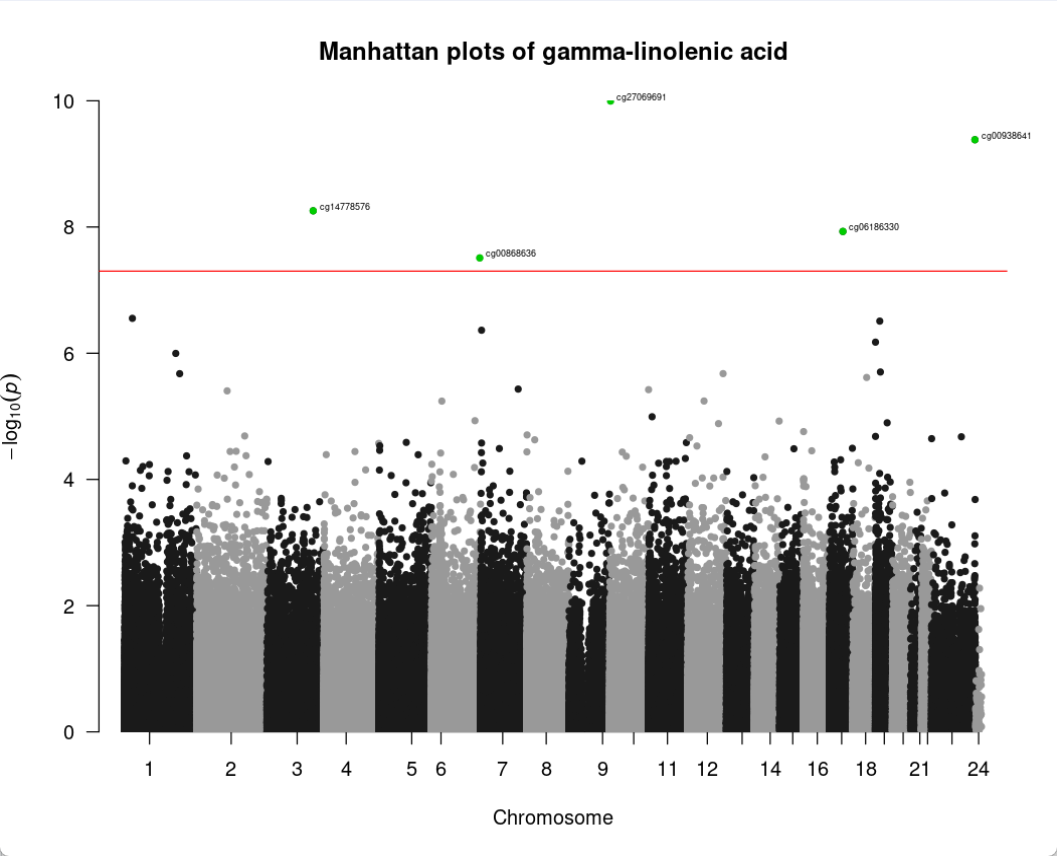 Manhattan plots of gamma-linolenic acid
10
cg27069691
cg00938641
cg14778576
8
cg06186330
cg00868636
6
−log10(p)
4
2
0
1 2 3 4 5 6 7 8 9 11 12 14 16 18 21 24
Chromosome